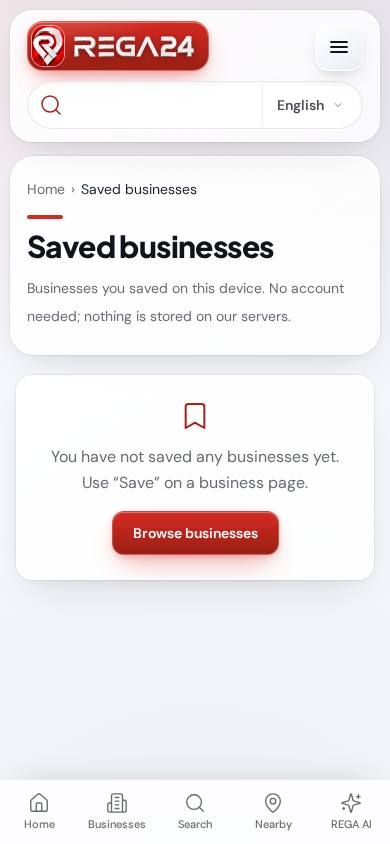 REGA24
English
Home › Saved businesses
Saved businesses
Businesses you saved on this device. No account
needed; nothing is stored on our servers.
You have not saved any businesses yet.
Use “Save” on a business page.
Browse businesses
Home
Businesses
Search
Nearby
REGA AI